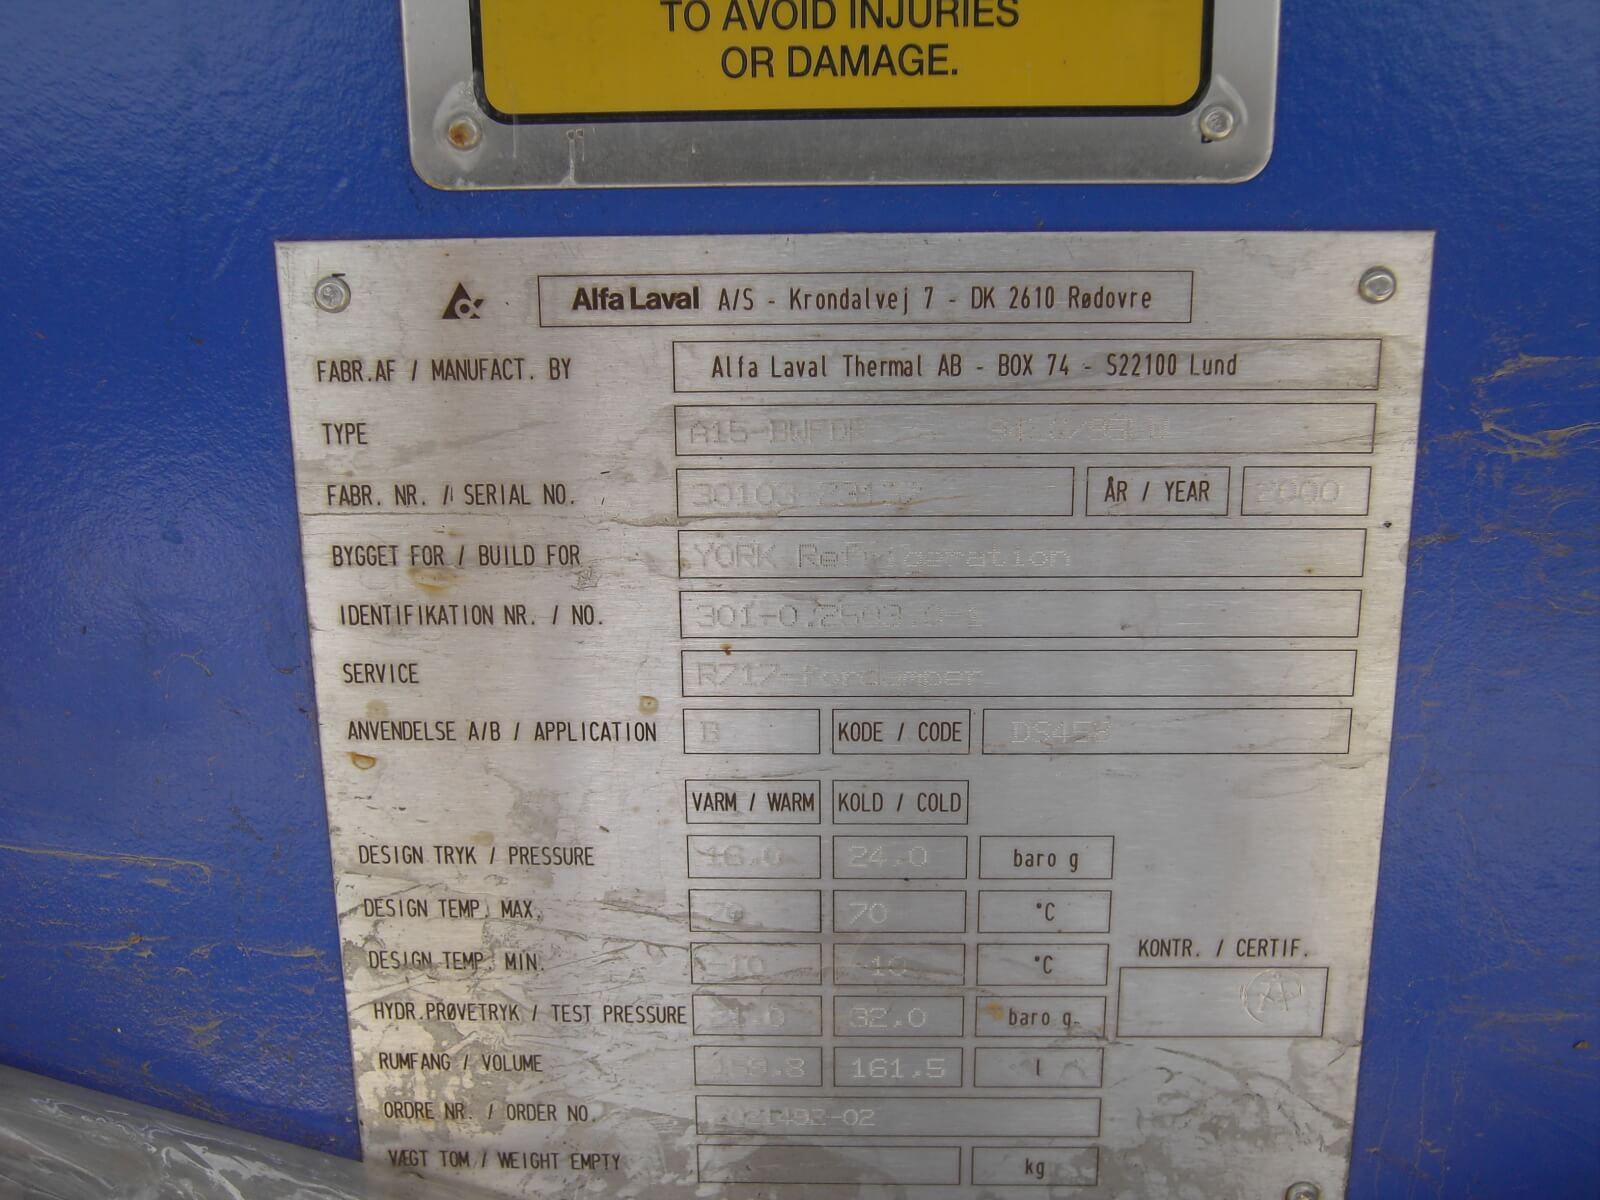 TO AVOID INJURIES
OR DAMAGE.
Alfa Laval A/S - Krondalvej 7 - DK 2610 Rødovre
FABR.AF / MANUFACT. BY Alfa Laval Thermal AB - BOX 74 - S22100 Lund
TYPE
FABR. NR. / SERIAL NO. 30103 ÅR / YEAR 2000
BYGGET FOR / BUILD FOR YORK Refrigeration
IDENTIFIKATION NR. / NO.
SERVICE R717-fordamper
ANVENDELSE A/B / APPLICATION B KODE / CODE
VARM / WARM KOLD / COLD
DESIGN TRYK / PRESSURE 16.0 24.0 baro g
DESIGN TEMP. MAX. 70 70 °C
DESIGN TEMP. MIN. -10 -10 °C
KONTR. / CERTIF.
HYDR.PRØVETRYK / TEST PRESSURE 32.0 baro g
RUMFANG / VOLUME 161.5 l
ORDRE NR. / ORDER NO.
VÆGT TOM / WEIGHT EMPTY kg